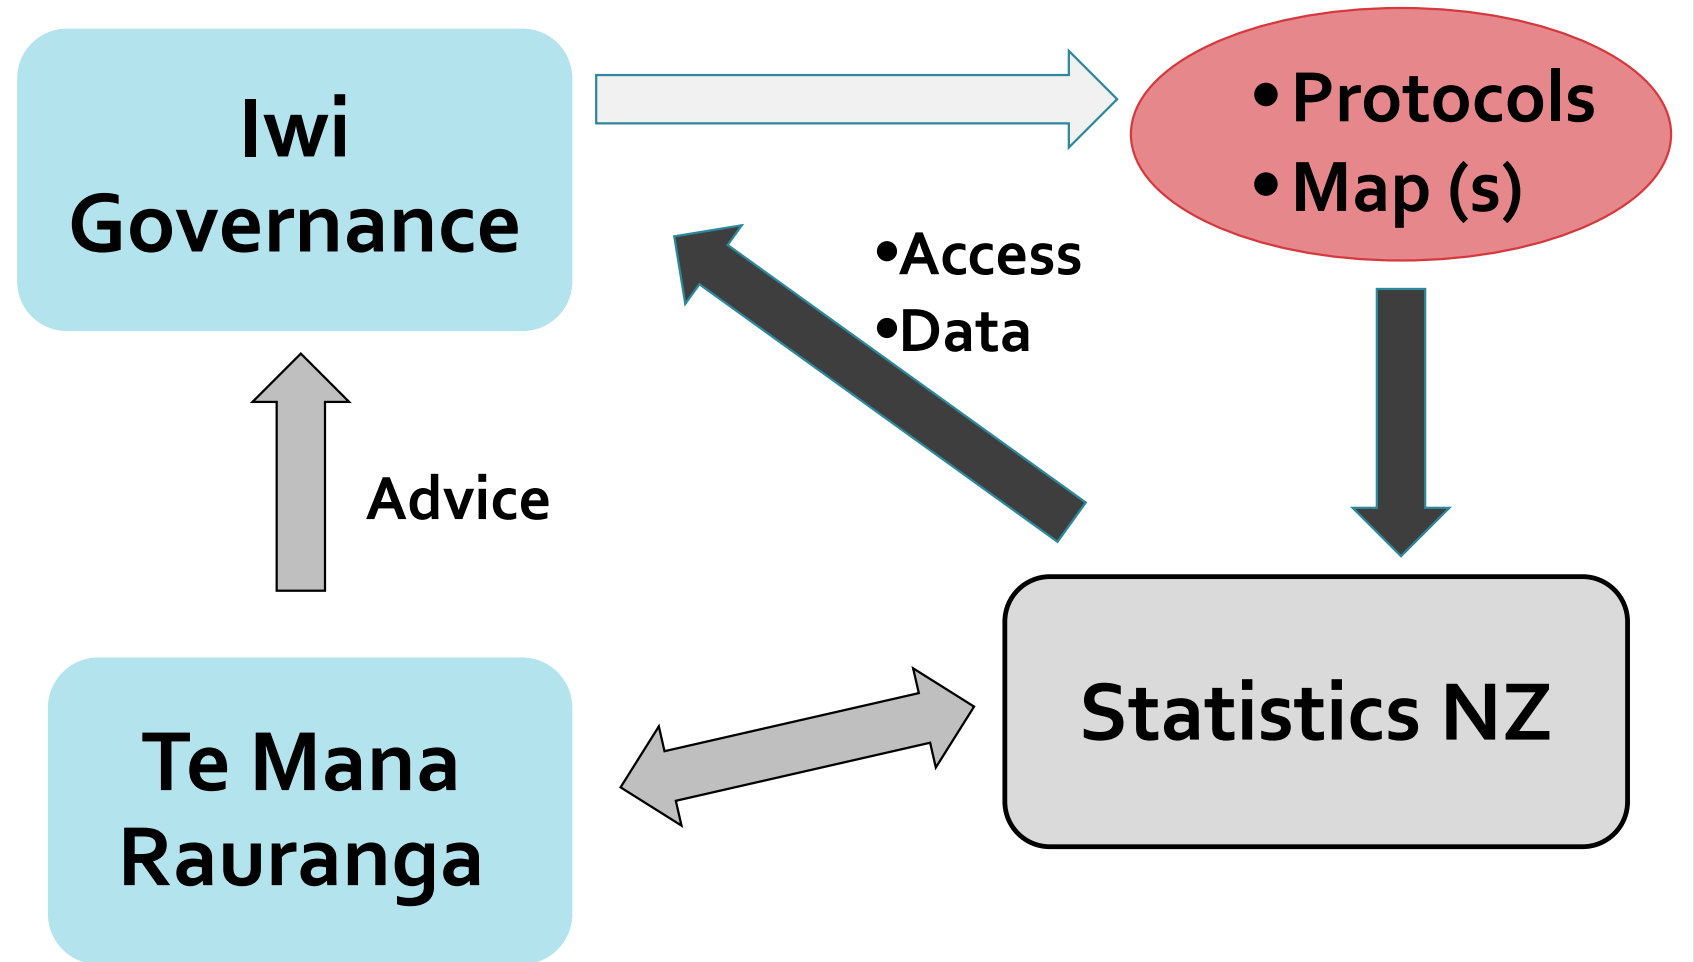 Iwi
Governance
•Protocols
•Map (s)
•Access
•Data
Advice
Statistics NZ
Te Mana
Rauranga